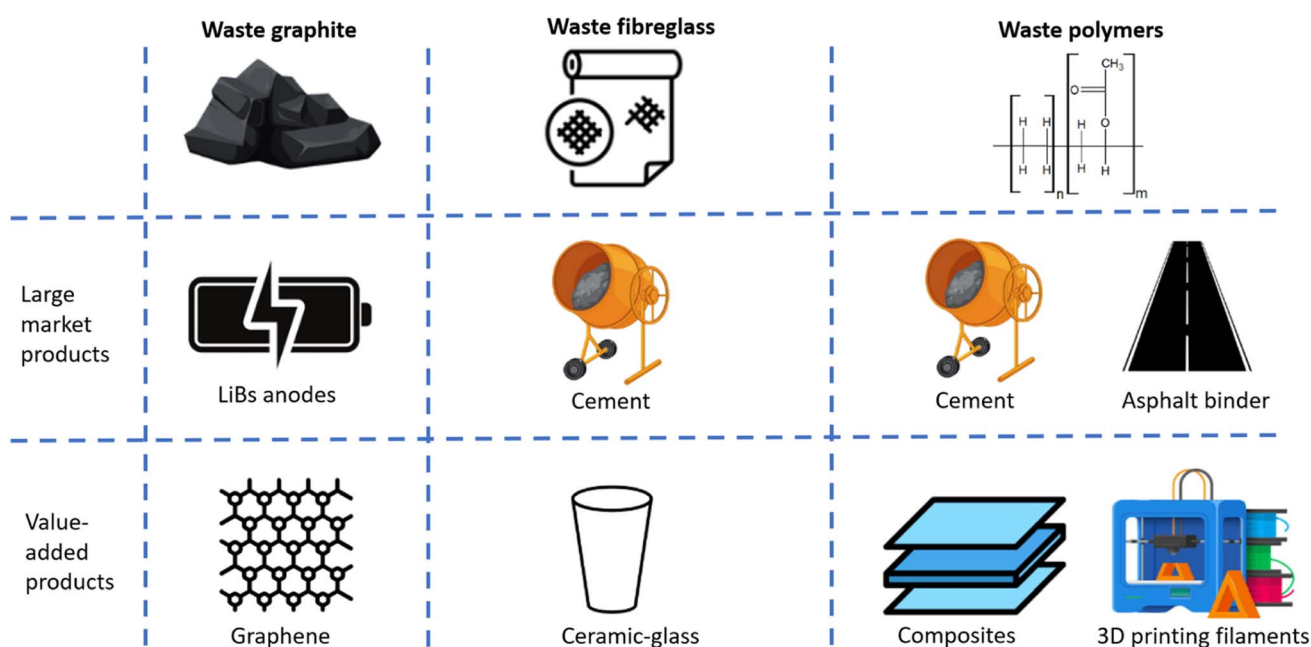 Waste graphite
Waste fibreglass
Waste polymers
CH3
O
O
H H H
H H H H
n
m
Large
market
products
LiBs anodes
Cement
Cement
Asphalt binder
Value-
added
products
Graphene
Ceramic-glass
Composites
3D printing filaments